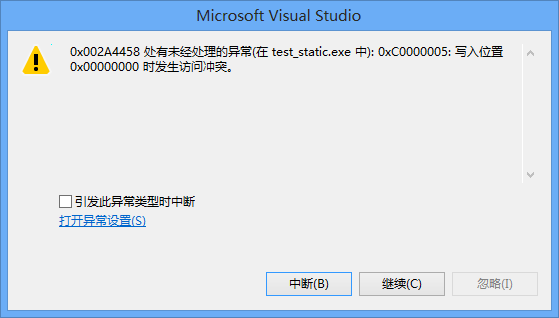 Microsoft Visual Studio
0x002A4458 处有未经处理的异常(在 test_static.exe 中): 0xC0000005: 写入位置
0x00000000 时发生访问冲突。
引发此异常类型时中断
打开异常设置(S)
中断(B)
继续(C)
忽略(I)